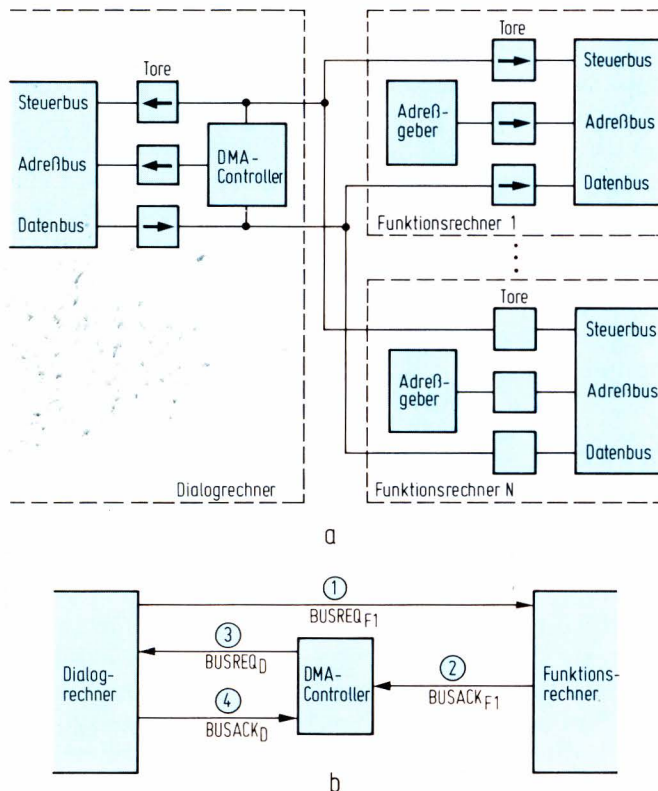 Tore
Steuerbus
Adreßbus
Datenbus
DMA-
Controller
Dialogrechner
Tore
Adreß-
geber
Steuerbus
Adreßbus
Datenbus
Funktionsrechner 1
Tore
Adreß-
geber
Steuerbus
Adreßbus
Datenbus
Funktionsrechner N
a
1
BUSREQF1
3
BUSREQD
2
BUSACKF1
4
BUSACKD
Dialog-
rechner
DMA-
Controller
Funktions-
rechner.
b